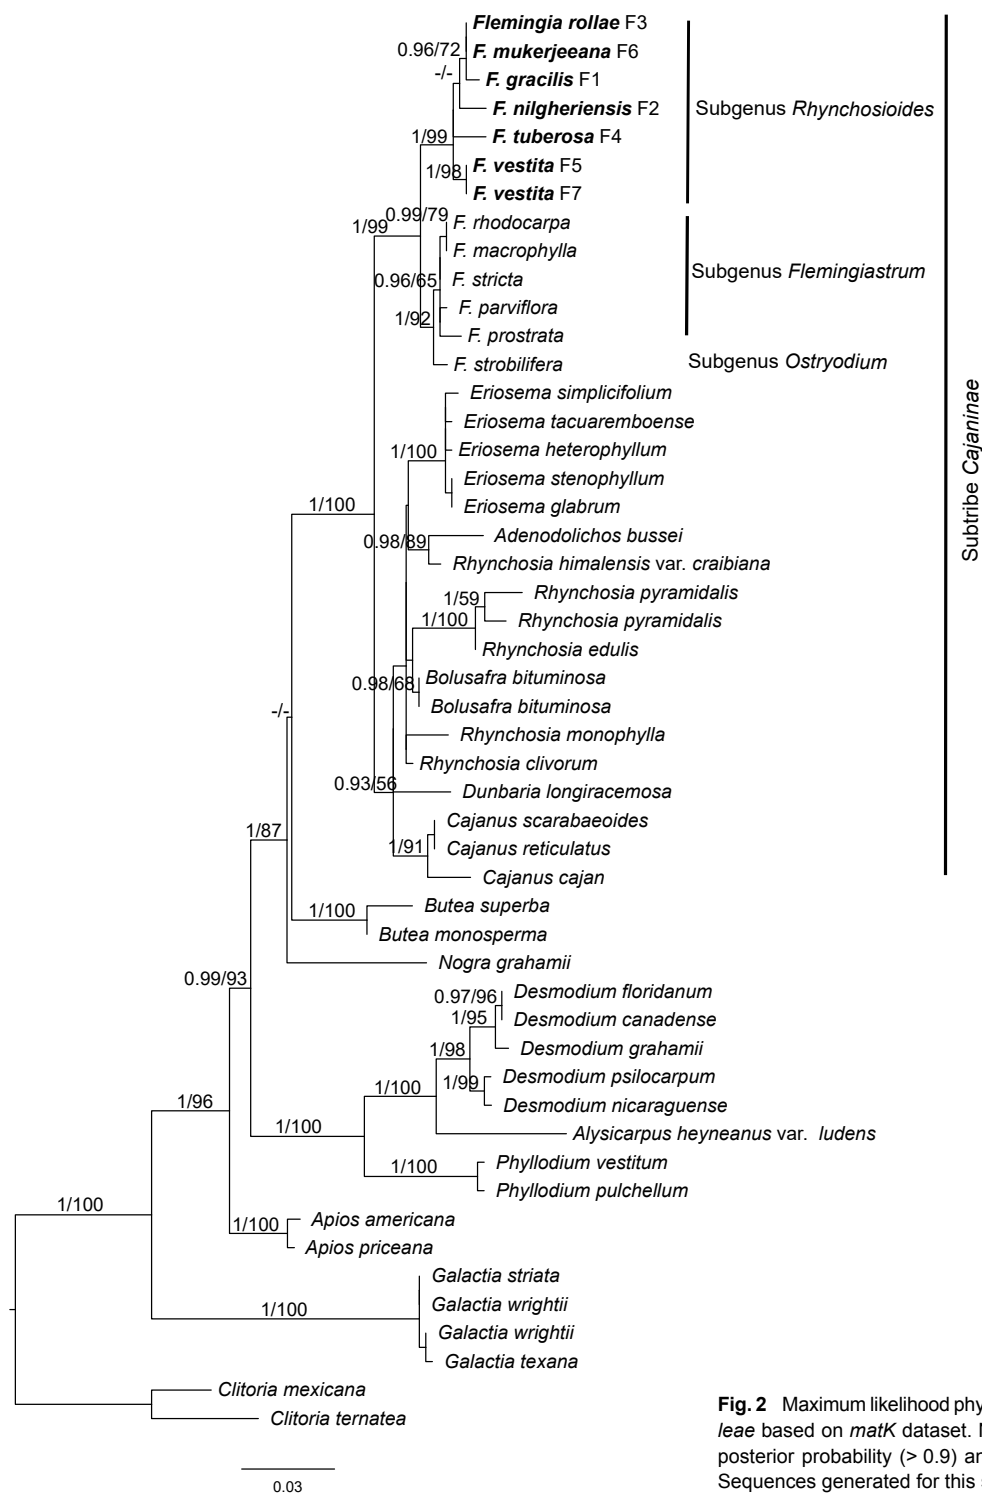 Flemingia rollae F3
0.96/72
F. mukerjeeana F6
-/-
F. gracilis F1
F. nilgheriensis F2
Subgenus Rhynchosioides
1/99
F. tuberosa F4
1/98
F. vestita F5
F. vestita F7
0.99/79
F. rhodocarpa
1/99
F. macrophylla
Subgenus Flemingiastrum
0.96/65
F. stricta
F. parviflora
1/92
F. prostrata
F. strobilifera
Subgenus Ostryodium
Eriosema simplicifolium
Eriosema tacuaremboense
1/100
Eriosema heterophyllum
Eriosema stenophyllum
Subtribe Cajaninae
1/100
Eriosema glabrum
0.98/89
Adenodolichos bussei
Rhynchosia himalensis var. craibiana
1/59
Rhynchosia pyramidalis
1/100
Rhynchosia pyramidalis
Rhynchosia edulis
0.98/68
Bolusafra bituminosa
Bolusafra bituminosa
-/-
Rhynchosia monophylla
Rhynchosia clivorum
0.93/56
Dunbaria longiracemosa
1/87
Cajanus scarabaeoides
1/91
Cajanus reticulatus
Cajanus cajan
1/100
Butea superba
Butea monosperma
Nogra grahamii
0.99/93
0.97/96
Desmodium floridanum
1/95
Desmodium canadense
1/98
Desmodium grahamii
1/100
1/99
Desmodium psilocarpum
1/96
Desmodium nicaraguense
1/100
Alysicarpus heyneanus var. ludens
1/100
Phyllodium vestitum
Phyllodium pulchellum
1/100
1/100
Apios americana
Apios priceana
Galactia striata
1/100
Galactia wrightii
Galactia wrightii
Galactia texana
Clitoria mexicana
Clitoria ternatea
0.03
Fig. 2 Maximum likelihood phy
leae based on matK dataset.
posterior probability (> 0.9)
Sequences generated for this